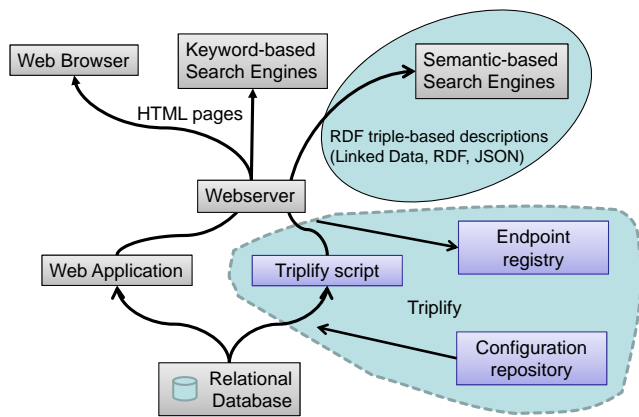 Web Browser
Keyword-based
Search Engines
Semantic-based
Search Engines
HTML pages
RDF triple-based descriptions
(Linked Data, RDF, JSON)
Webserver
Web Application
Triplify script
Endpoint
registry
Triplify
Configuration
repository
Relational
Database